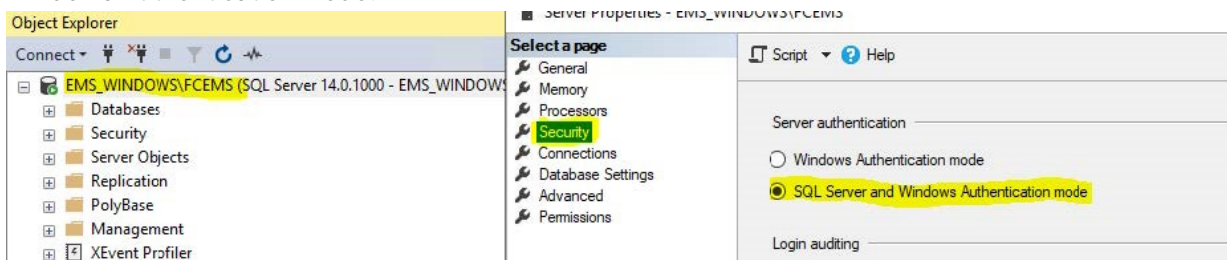 Object Explorer
Connect
EMS_WINDOWS\FCEMS (SQL Server 14.0.1000 - EMS_WINDOWS
Databases
Security
Server Objects
Replication
PolyBase
Management
XEvent Profiler
Server Properties - EMS_WINDOWS\FCEMS
Select a page
General
Memory
Processors
Security
Connections
Database Settings
Advanced
Permissions
Script
Help
Server authentication
Windows Authentication mode
SQL Server and Windows Authentication mode
Login auditing